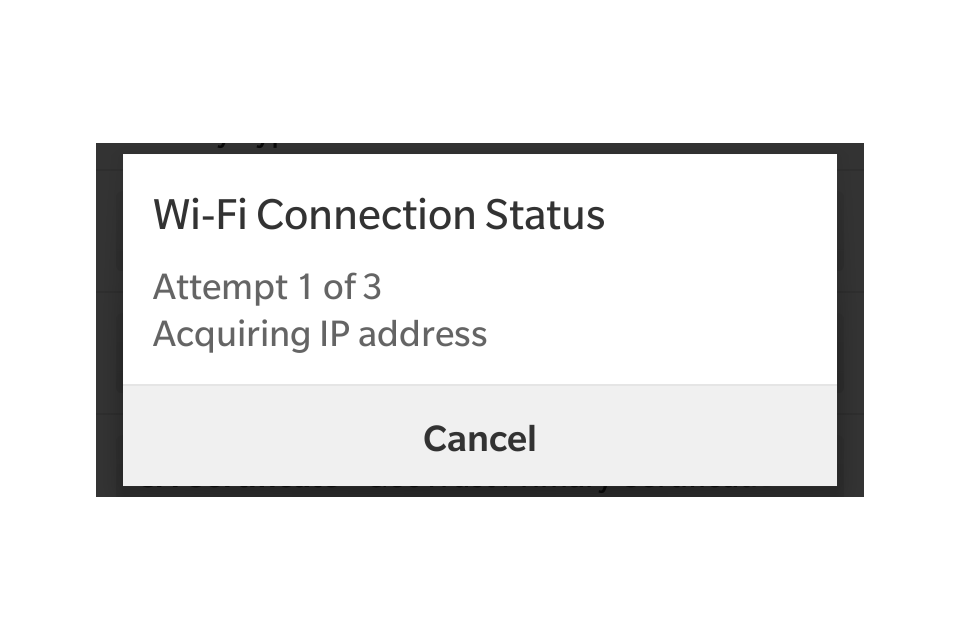 Wi-Fi Connection Status
Attempt 1 of 3
Acquiring IP address
Cancel